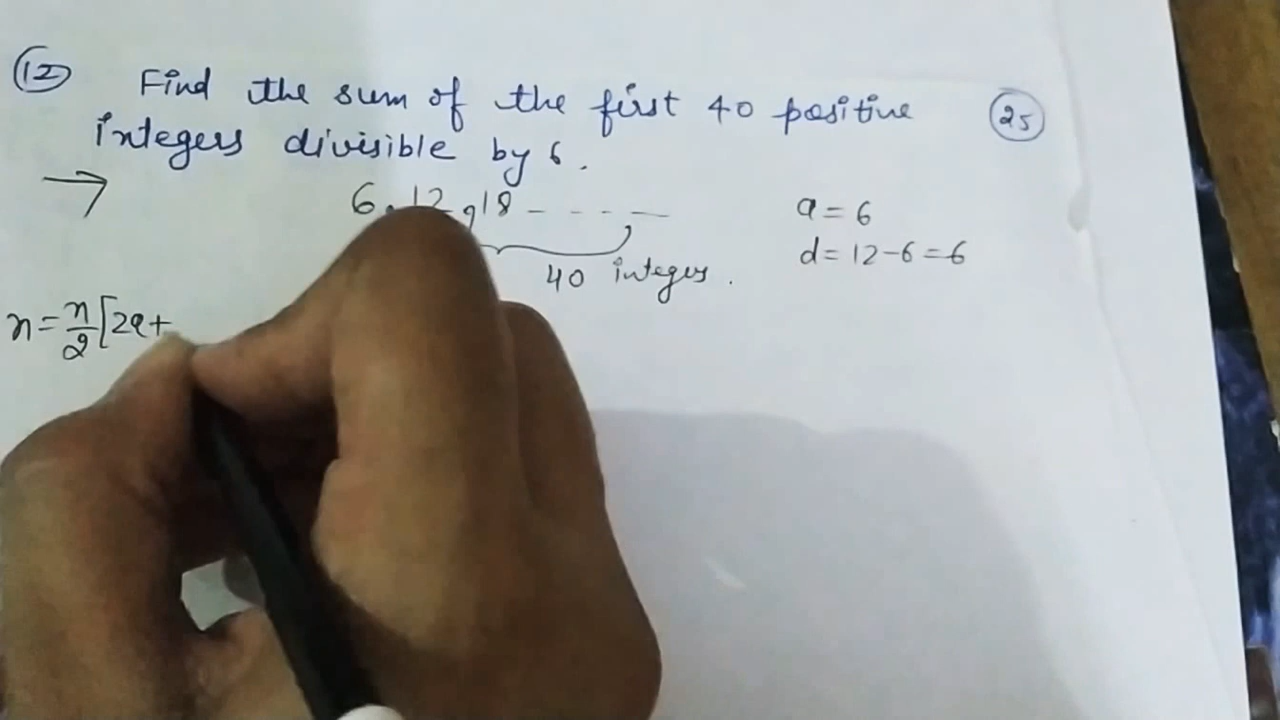 (12) Find the sum of the first 40 positive (25)
integers divisible by 6.
→ 6, 12, 18 - - - - —
a = 6
40 integers.
d = 12-6 = 6
n = n/2 [2a+